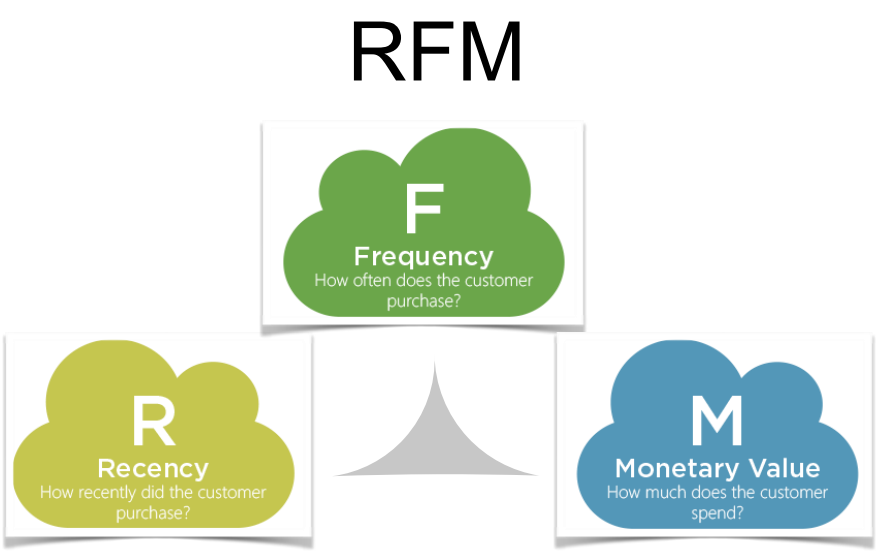 RFM
F
Frequency
How often does the customer
purchase?
R
Recency
How recently did the customer
purchase?
M
Monetary Value
How much does the customer
spend?